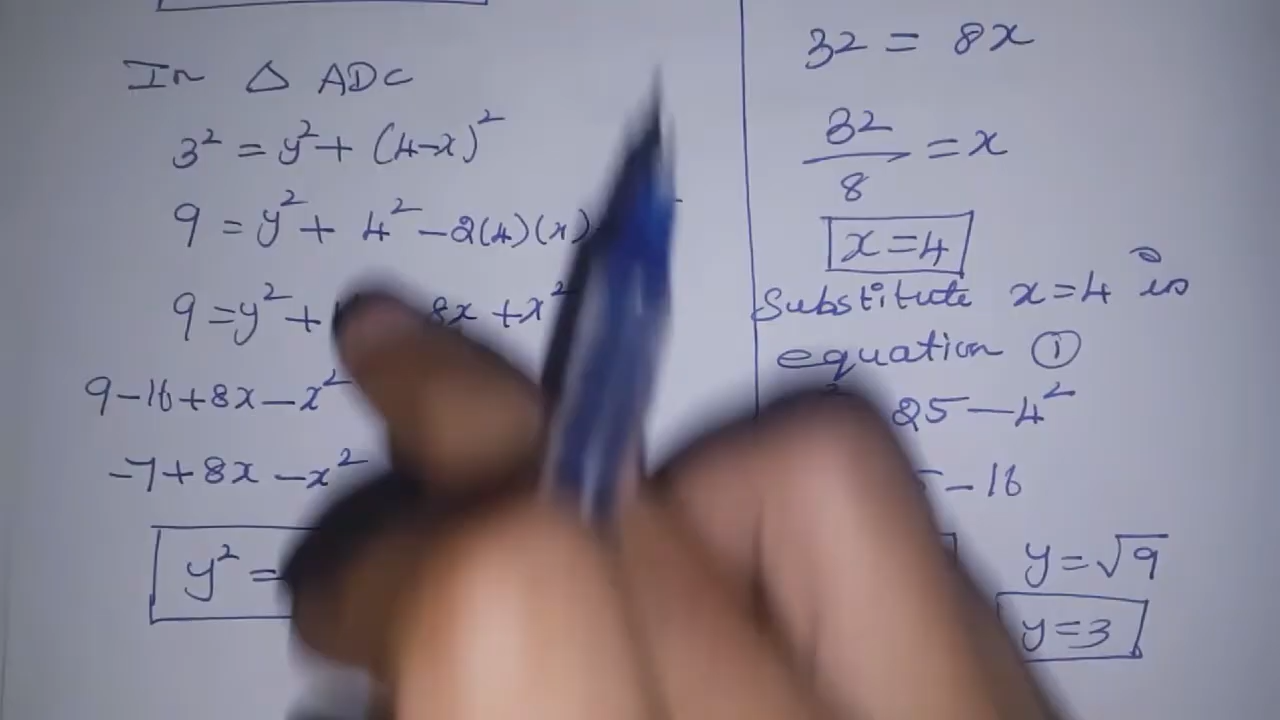 In △ ADC
3² = y² + (4-x)²
9 = y² + 4² - 2(4)(x)
9 = y² + 8x + x²
9 - 16 + 8x - x²
-7 + 8x - x²
y² =
32 = 8x
32/8 = x
x = 4
Substitute x = 4 in
equation ①
25 - 4²
- 16
y = √9
y = 3